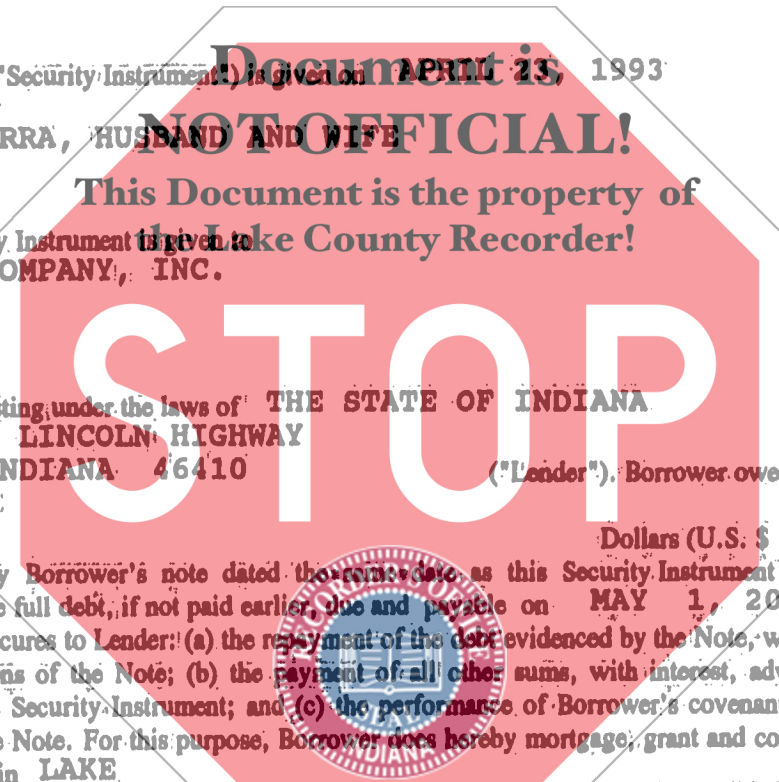 Document is
"Security Instrument") is given on APRIL 23, 1993
NOT OFFICIAL!
RRA, HUSBAND AND WIFE
This Document is the property of
the Lake County Recorder!
y Instrument is given to
OMPANY, INC.
STOP
ting under the laws of THE STATE OF INDIANA
LINCOLN HIGHWAY
NDIANA 46410 ("Lender"). Borrower owe
Dollars (U.S. $
y Borrower's note dated the same date as this Security Instrument
e full debt, if not paid earlier, due and payable on MAY 1, 20
cures to Lender: (a) the repayment of the debt evidenced by the Note, w
ns of the Note; (b) the payment of all other sums, with interest, adv
Security Instrument; and (c) the performance of Borrower's covenan
e Note. For this purpose, Borrower does hereby mortgage, grant and co
in LAKE
RECORDER'S OFFICE
SEAL
INDIANA